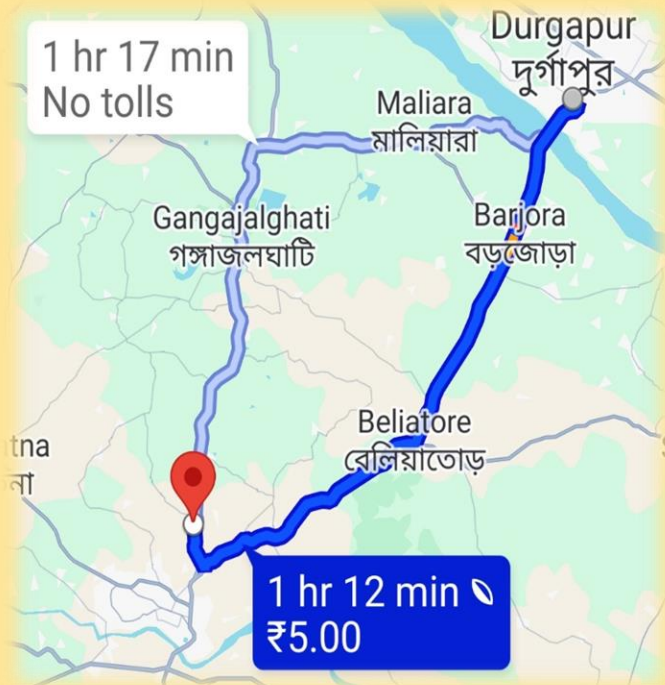 Durgapur
দুর্গাপুর
1 hr 17 min
No tolls
Maliara
মালিয়ারা
Gangajalghati
গঙ্গাজলঘাটি
Barjora
বড়জোড়া
Beliatore
বেলিয়াতোড়
tna
না
1 hr 12 min
₹5.00